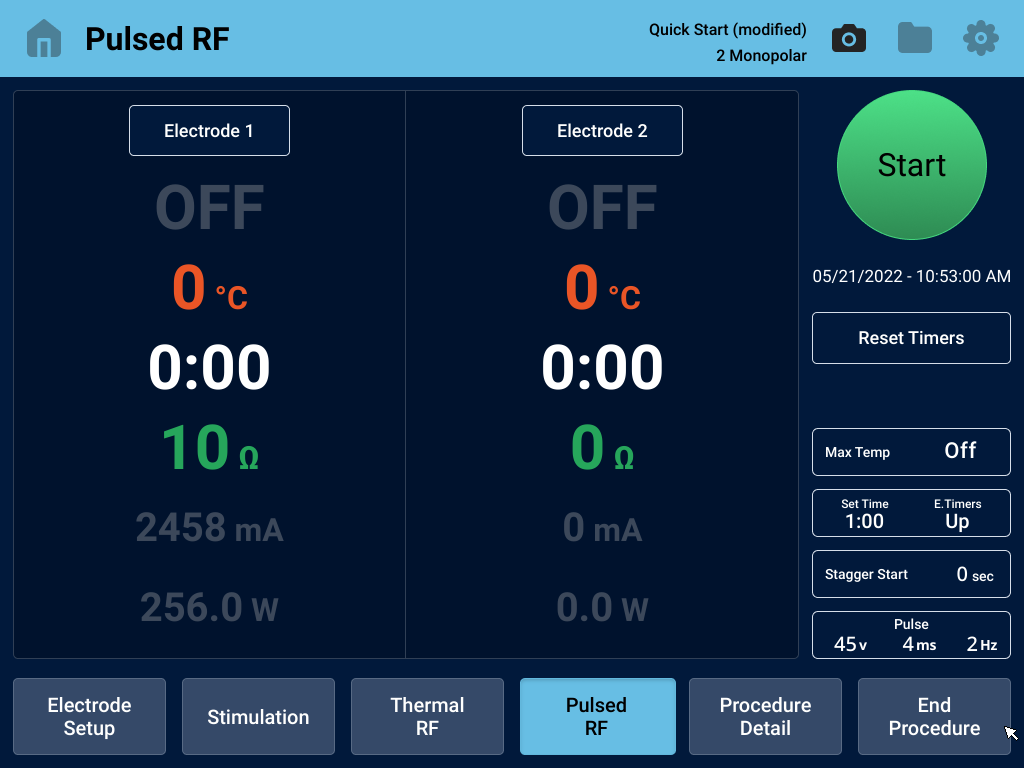 Pulsed RF
Quick Start (modified)
2 Monopolar
Electrode 1
OFF
0 °C
0:00
10 Ω
2458 mA
256.0 W
Electrode 2
OFF
0 °C
0:00
0 Ω
0 mA
0.0 W
Start
05/21/2022 - 10:53:00 AM
Reset Timers
Max Temp Off
Set Time E.Timers
1:00 Up
Stagger Start 0 sec
Pulse
45 v 4 ms 2 Hz
Electrode
Setup
Stimulation
Thermal
RF
Pulsed
RF
Procedure
Detail
End
Procedure